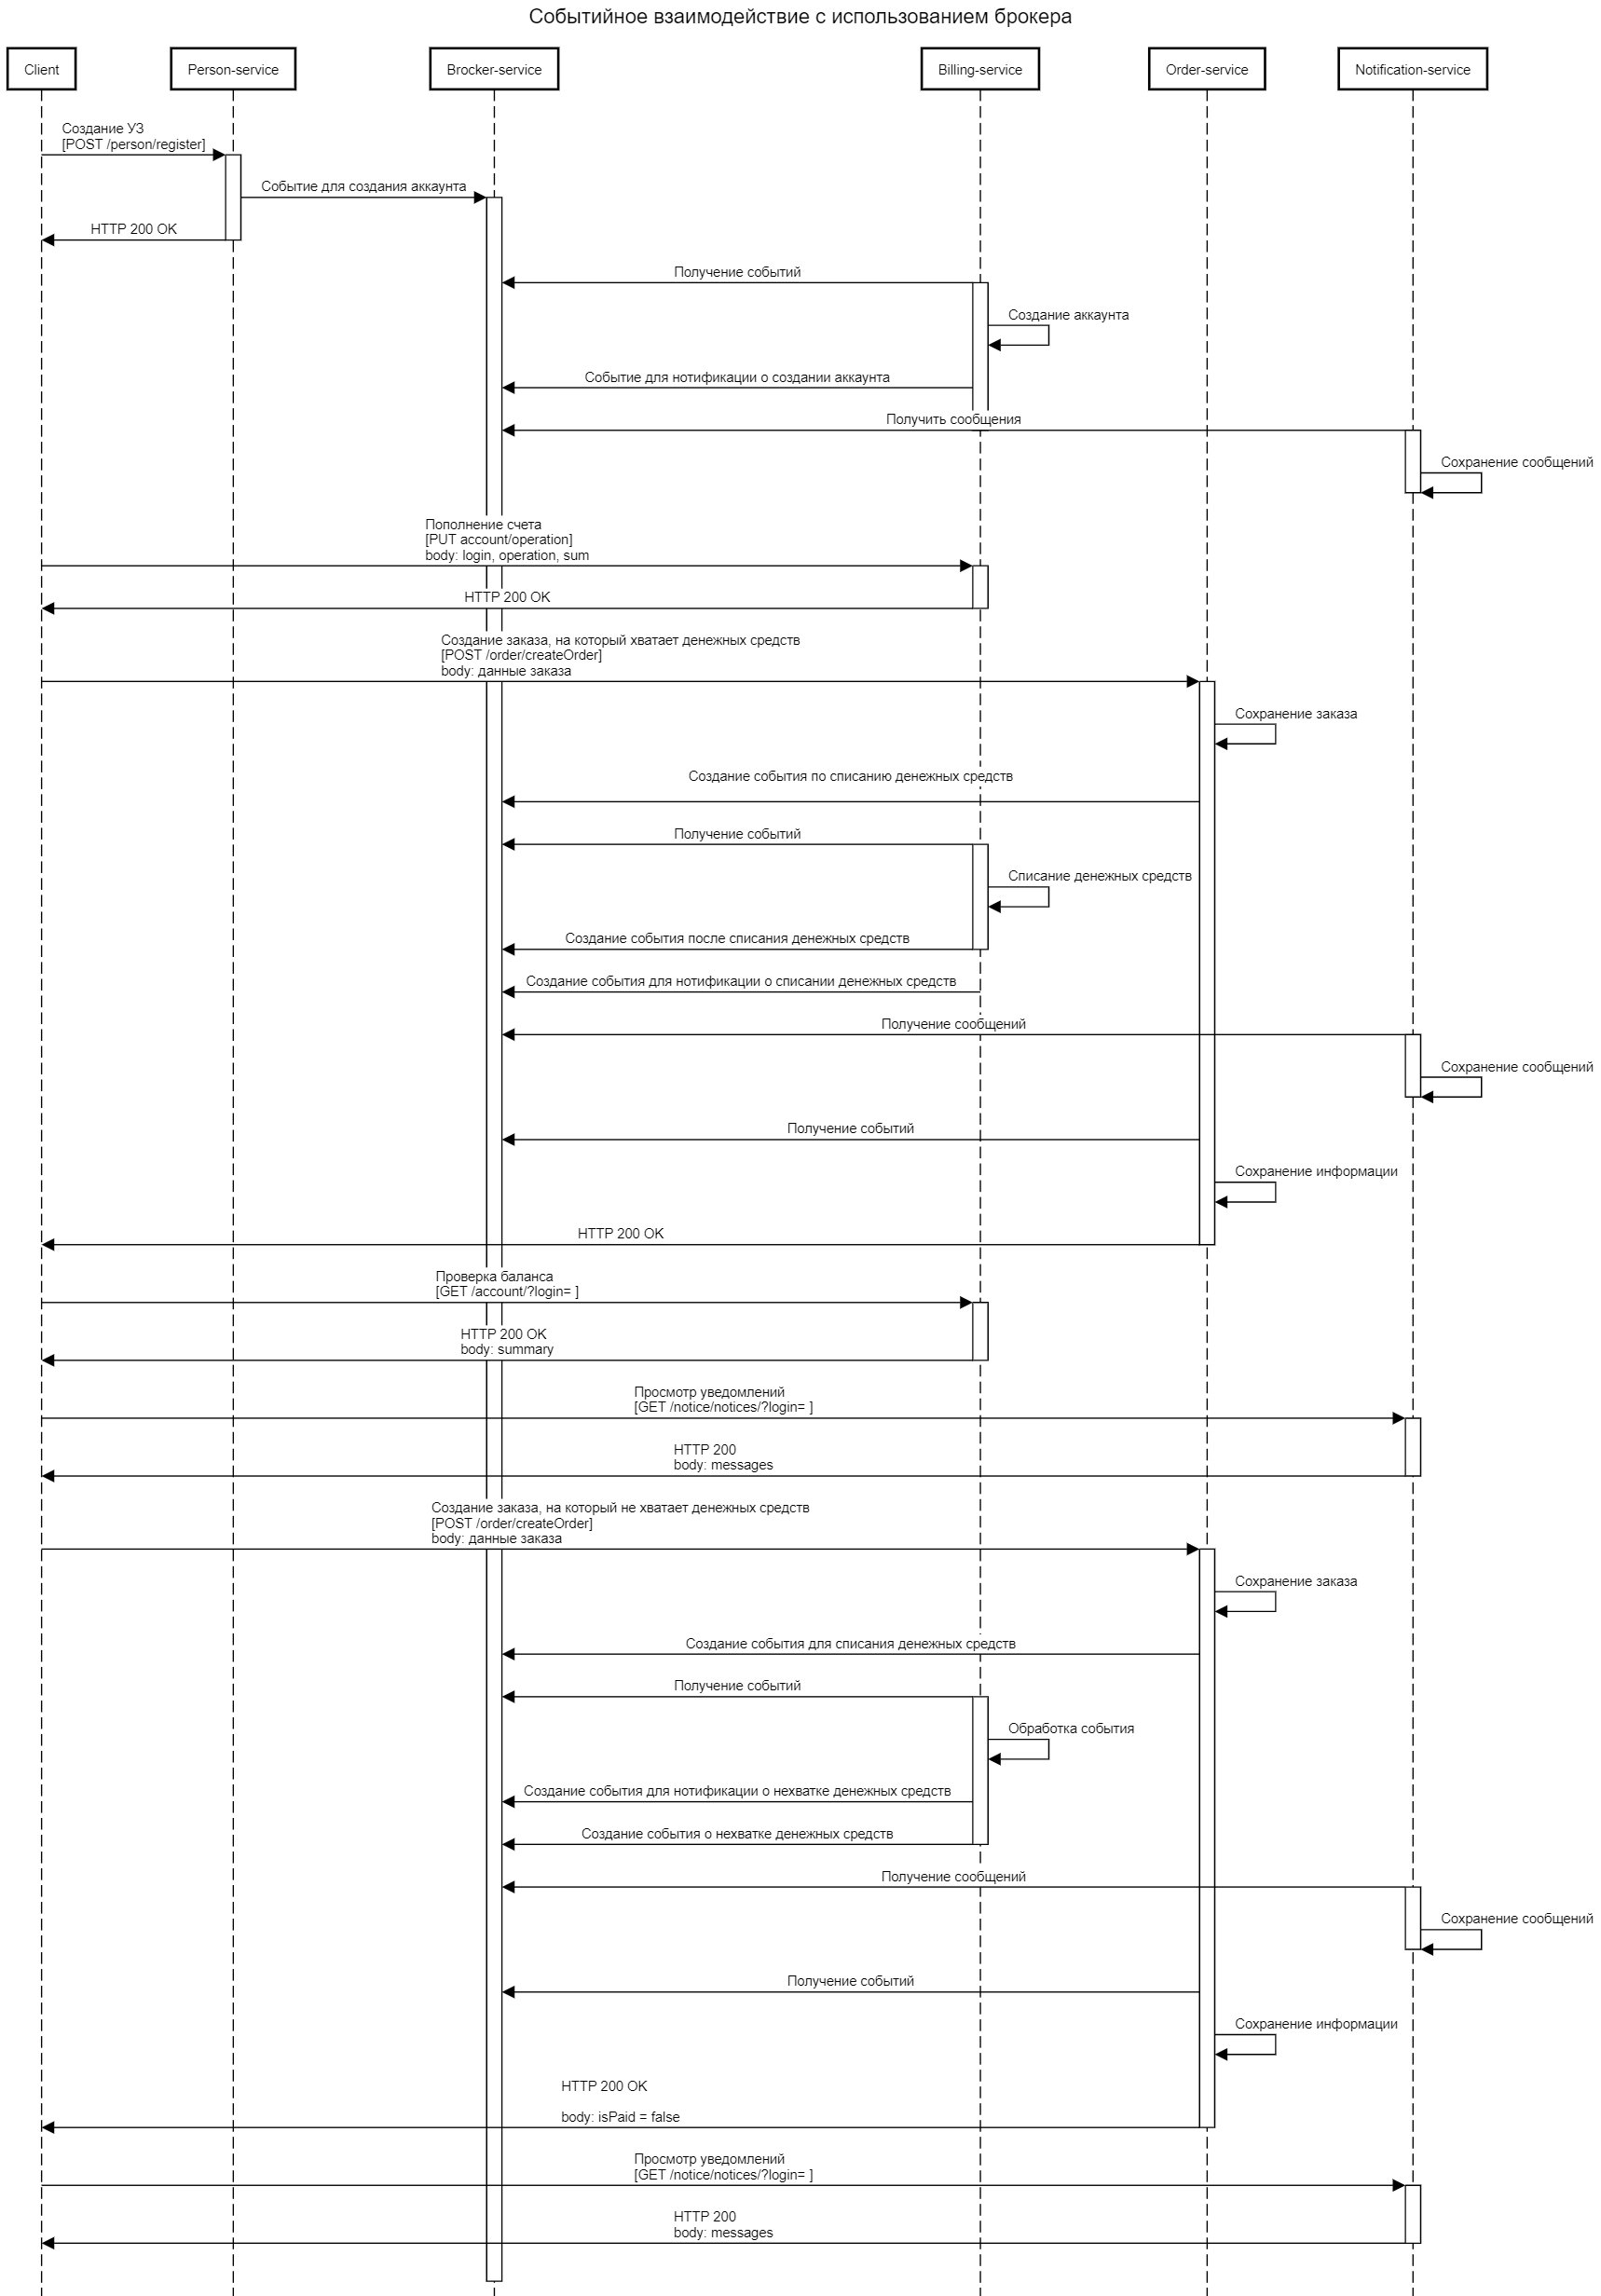 Событийное взаимодействие с использованием брокера
Client
Person-service
Brocker-service
Billing-service
Order-service
Notification-service
Создание УЗ
[POST /person/register]
Событие для создания аккаунта
HTTP 200 OK
Получение событий
Создание аккаунта
Событие для нотификации о создании аккаунта
Получить сообщения
Сохранение сообщений
Пополнение счета
[PUT account/operation]
body: login, operation, sum
HTTP 200 OK
Создание заказа, на который хватает денежных средств
[POST /order/createOrder]
body: данные заказа
Сохранение заказа
Создание события по списанию денежных средств
Получение событий
Списание денежных средств
Создание события после списания денежных средств
Создание события для нотификации о списании денежных средств
Получение сообщений
Сохранение сообщений
Получение событий
Сохранение информации
HTTP 200 OK
Проверка баланса
[GET /account/?login= ]
HTTP 200 OK
body: summary
Просмотр уведомлений
[GET /notice/notices/?login= ]
HTTP 200
body: messages
Создание заказа, на который не хватает денежных средств
[POST /order/createOrder]
body: данные заказа
Сохранение заказа
Создание события для списания денежных средств
Получение событий
Обработка события
Создание события для нотификации о нехватке денежных средств
Создание события о нехватке денежных средств
Получение сообщений
Сохранение сообщений
Получение событий
Сохранение информации
HTTP 200 OK
body: isPaid = false
Просмотр уведомлений
[GET /notice/notices/?login= ]
HTTP 200
body: messages